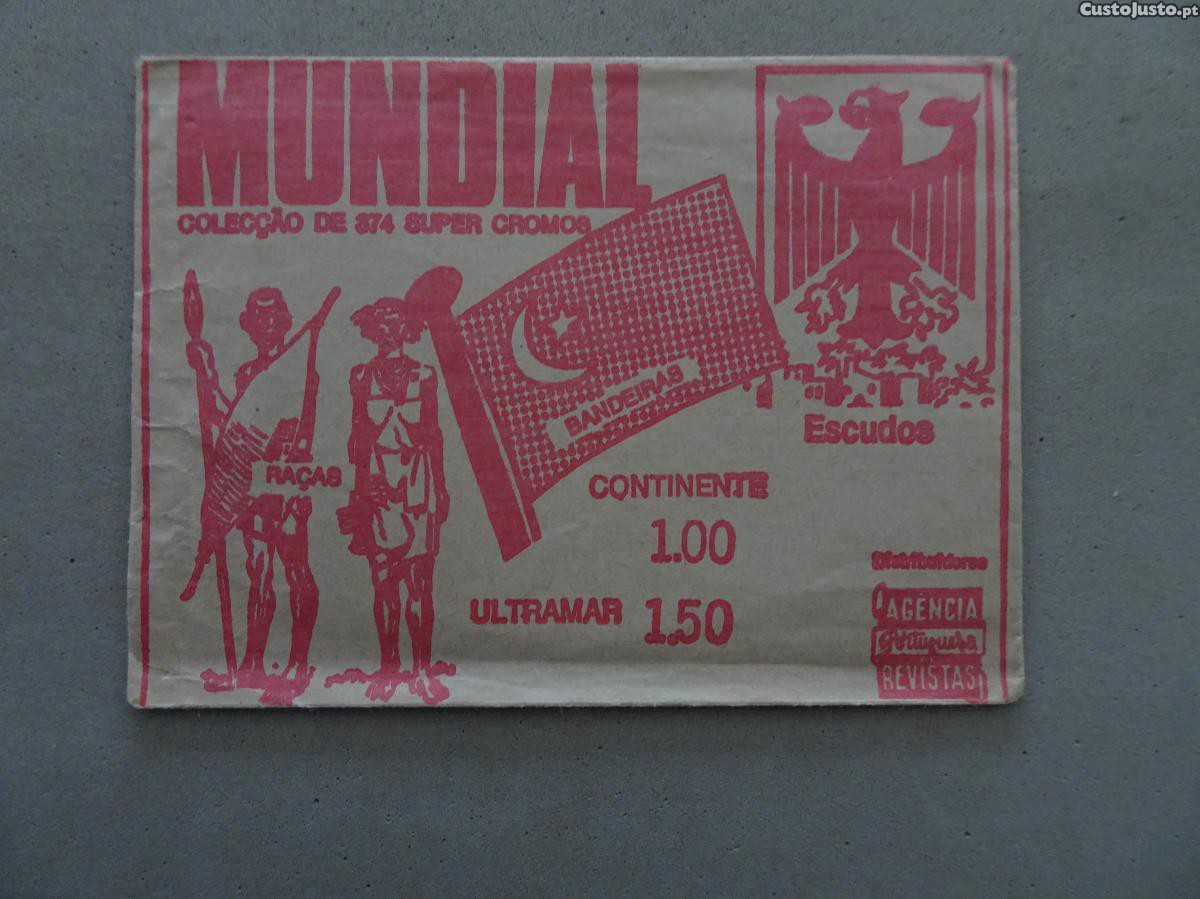 CustoJusto.pt
MUNDIAL
COLECÇÃO DE 374 SUPER CROMOS
BANDEIRAS
Escudos
RAÇAS
CONTINENTE
1.00
ULTRAMAR 1.50
Distribuidores
AGÊNCIA
Portuguesa
DE
REVISTAS